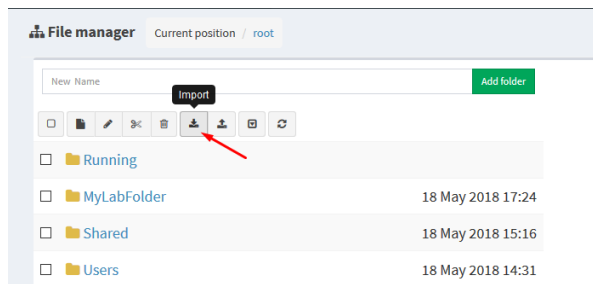 File manager Current position / root
New Name Add folder
Import
Running
MyLabFolder 18 May 2018 17:24
Shared 18 May 2018 15:16
Users 18 May 2018 14:31